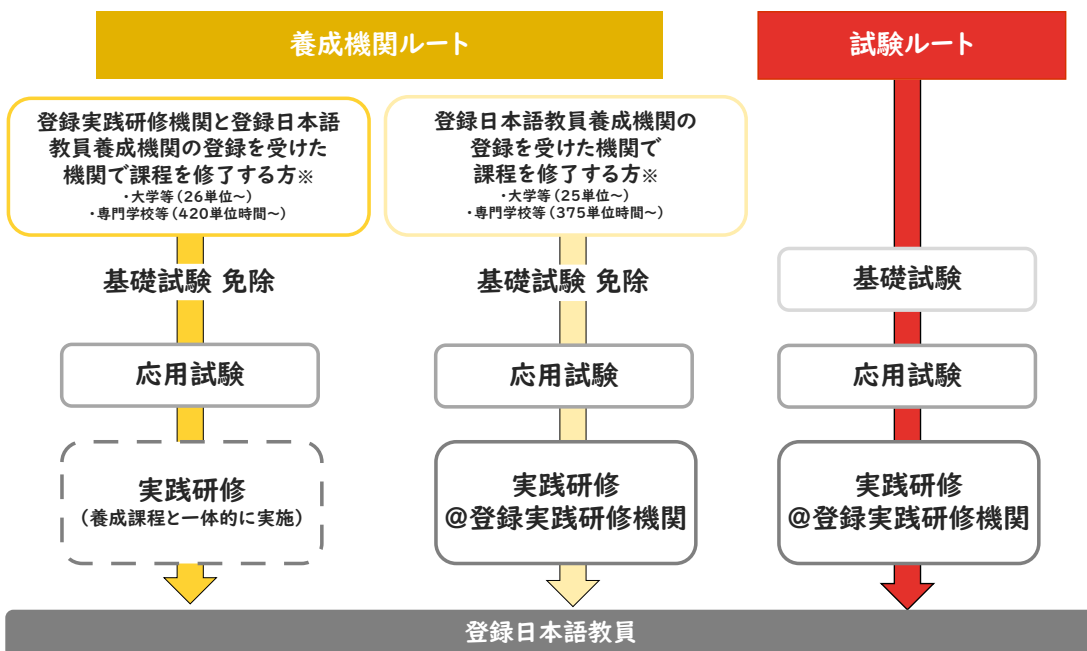 養成機関ルート
試験ルート
登録実践研修機関と登録日本語
教員養成機関の登録を受けた
機関で課程を修了する方※
・大学等(26単位~)
・専門学校等(420単位時間~)
登録日本語教員養成機関の
登録を受けた機関で
課程を修了する方※
・大学等(25単位~)
・専門学校等(375単位時間~)
基礎試験 免除
基礎試験 免除
基礎試験
応用試験
応用試験
応用試験
実践研修
(養成課程と一体的に実施)
実践研修
@登録実践研修機関
実践研修
@登録実践研修機関
登録日本語教員